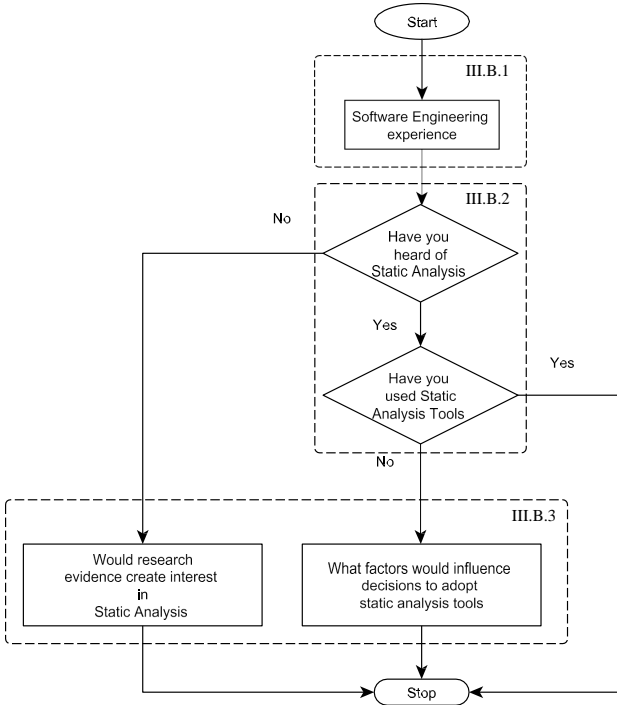 Start
III.B.1
Software Engineering
experience
III.B.2
No
Have you
heard of
Static Analysis
Yes
Have you
used Static
Analysis Tools
Yes
No
III.B.3
Would research
evidence create interest
in
Static Analysis
What factors would influence
decisions to adopt
static analysis tools
Stop